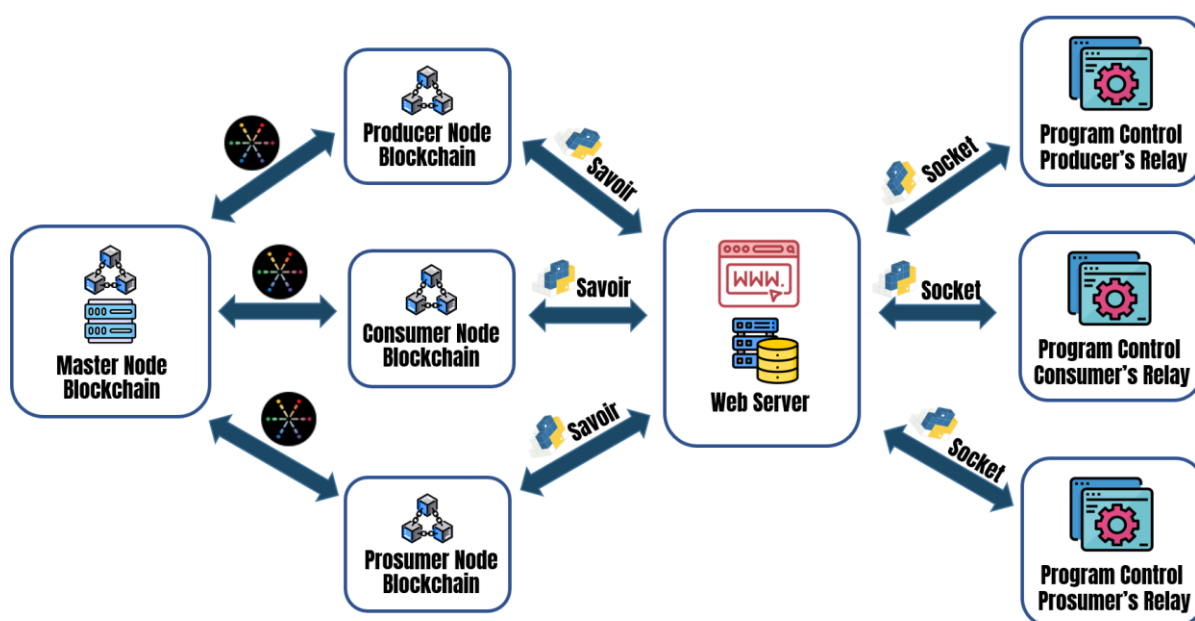 Producer Node
Blockchain
Savoir
Socket
Program Control
Producer's Relay
Master Node
Blockchain
Consumer Node
Blockchain
Savoir
WWW.
Web Server
Socket
Program Control
Consumer's Relay
Prosumer Node
Blockchain
Savoir
Socket
Program Control
Prosumer's Relay